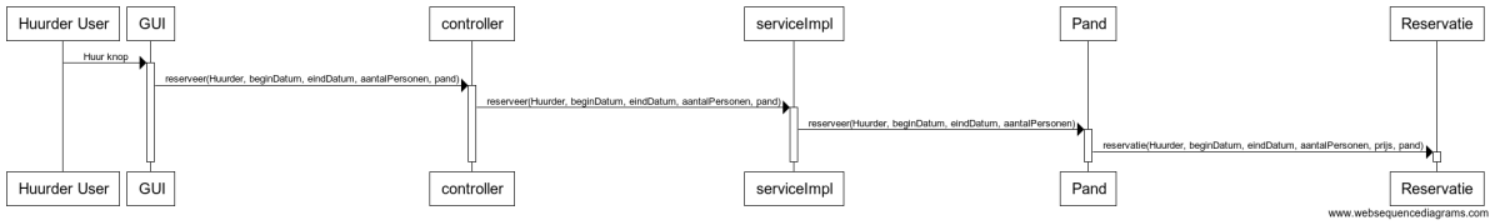 Huurder User
GUI
controller
serviceImpl
Pand
Reservatie
Huur knop
reserveer(Huurder, beginDatum, eindDatum, aantalPersonen, pand)
reserveer(Huurder, beginDatum, eindDatum, aantalPersonen, pand)
reserveer(Huurder, beginDatum, eindDatum, aantalPersonen)
reservatie(Huurder, beginDatum, eindDatum, aantalPersonen, prijs, pand)
Huurder User
GUI
controller
serviceImpl
Pand
Reservatie
www.websequencediagrams.com